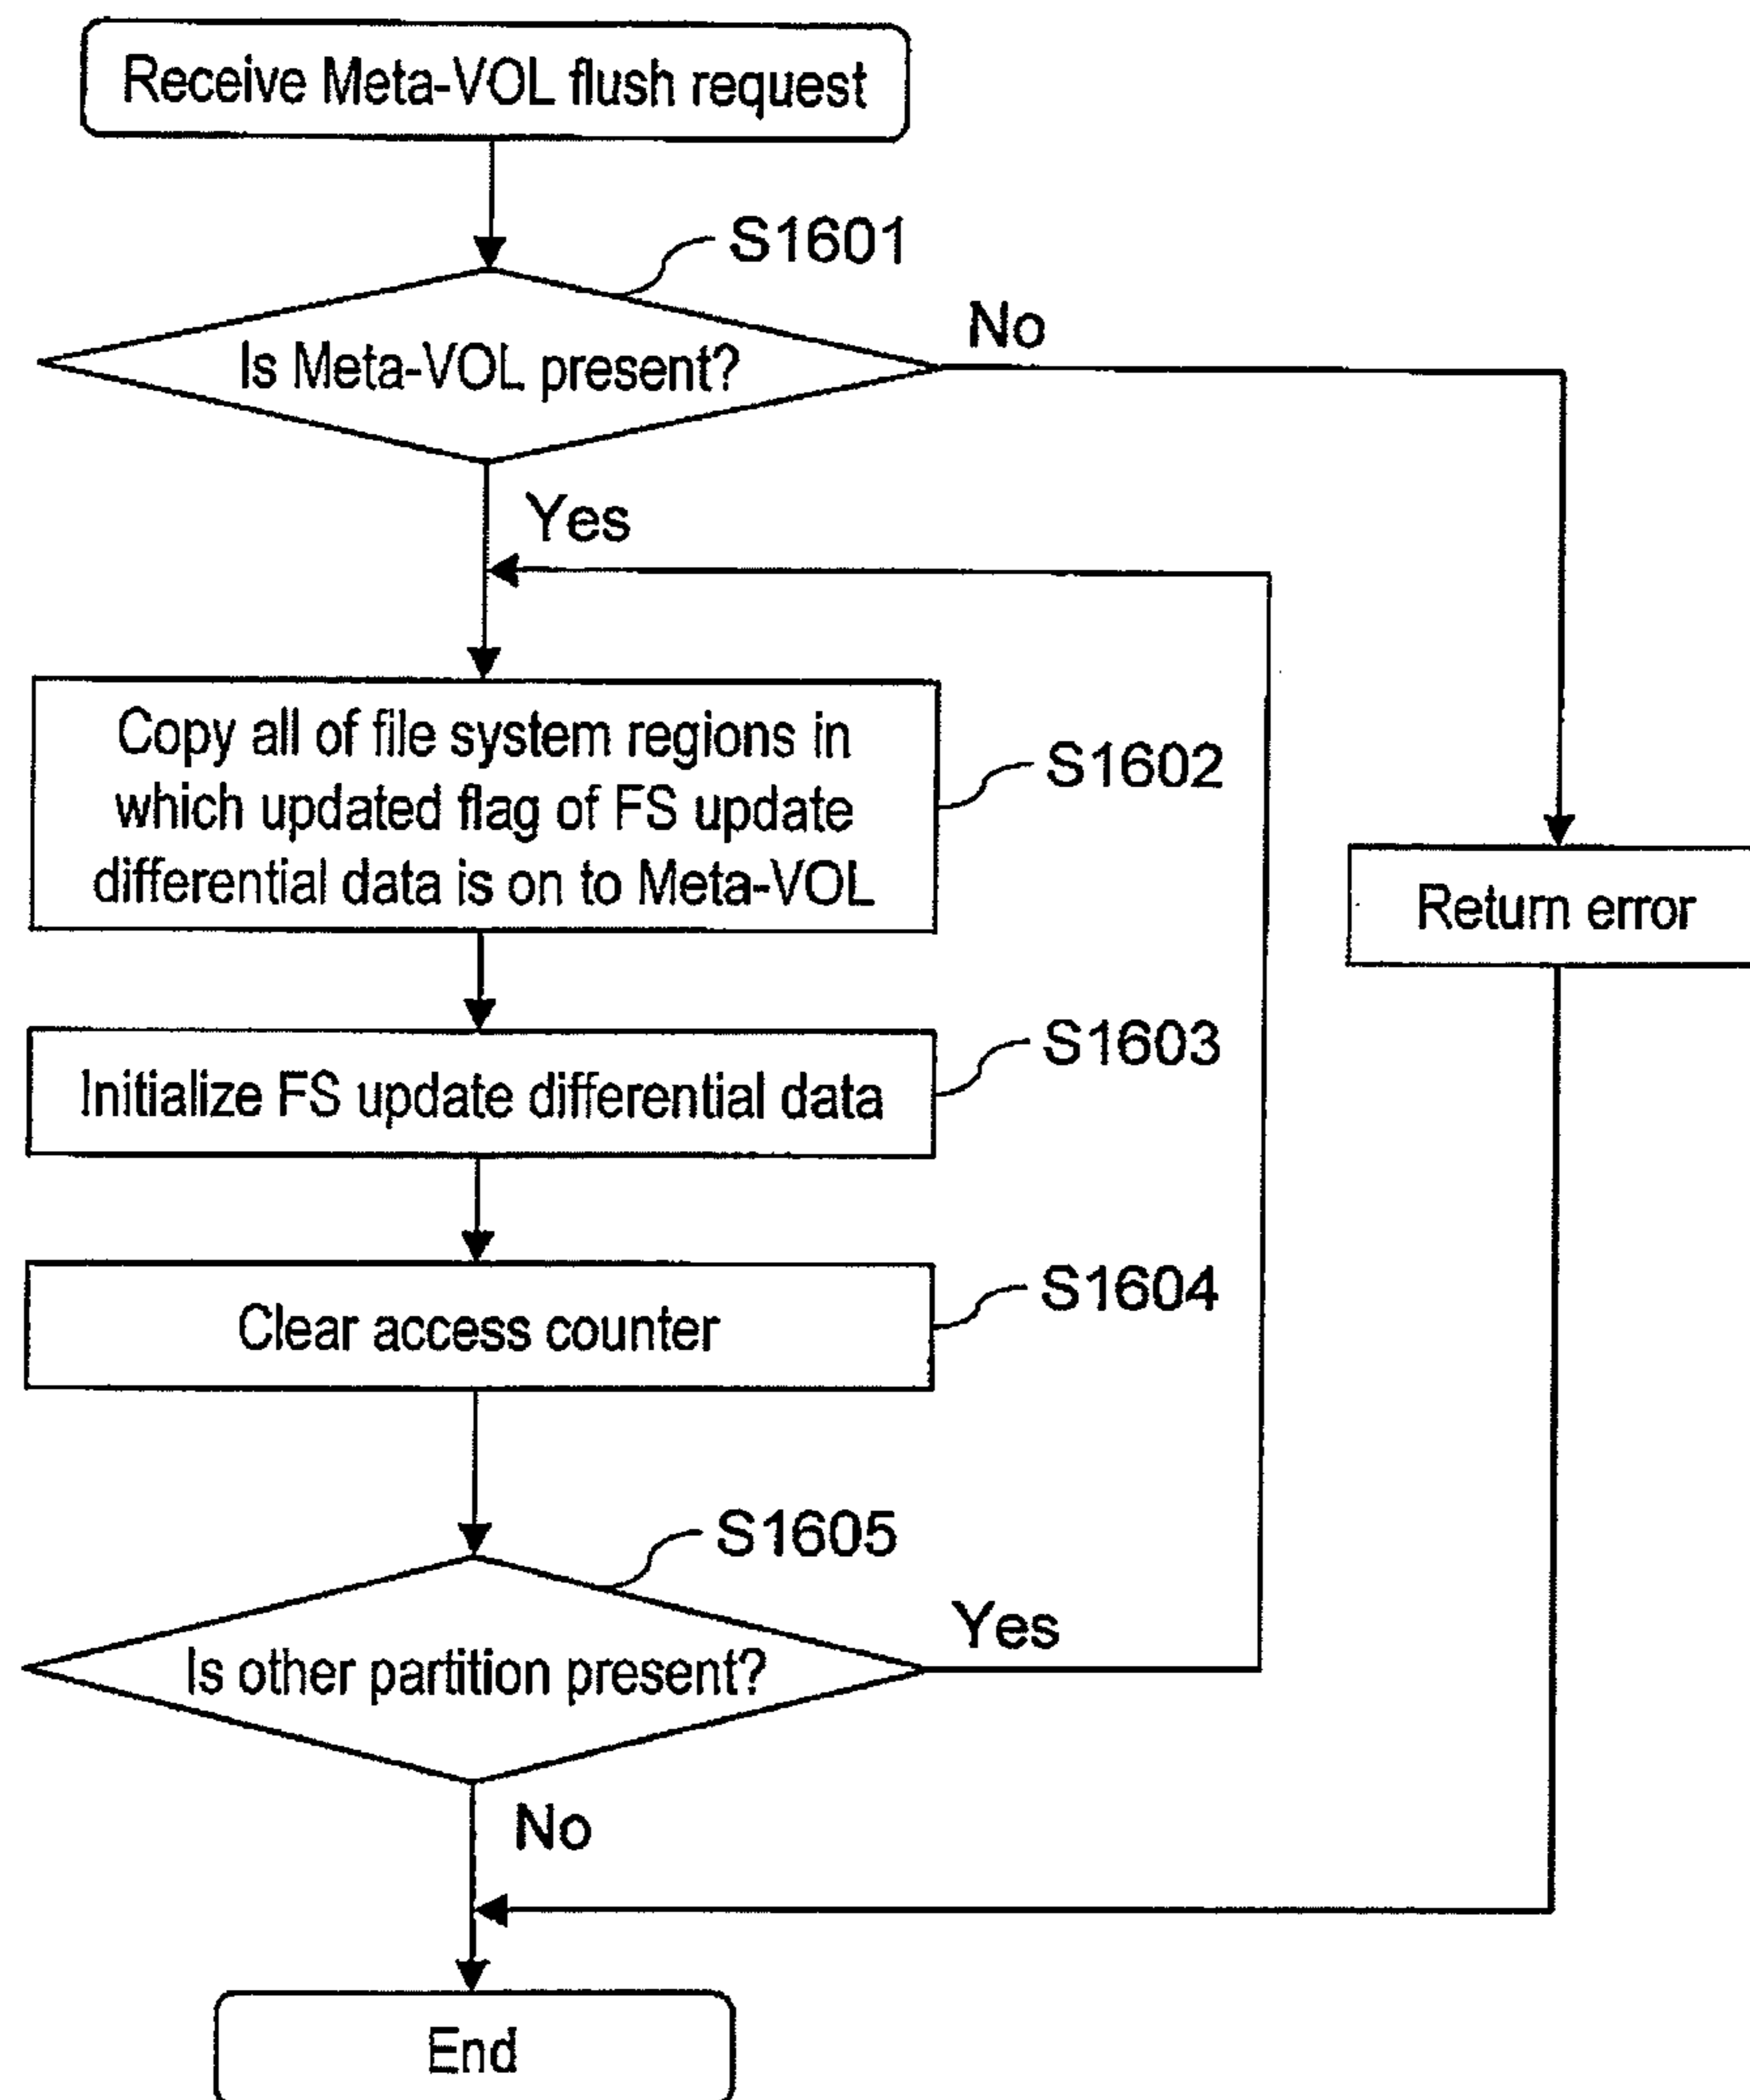 Receive Meta-VOL flush request
S1601
Is Meta-VOL present?
No
Yes
Copy all of file system regions in
which updated flag of FS update
differential data is on to Meta-VOL
S1602
Return error
Initialize FS update differential data
S1603
Clear access counter
S1604
S1605
Is other partition present?
Yes
No
End